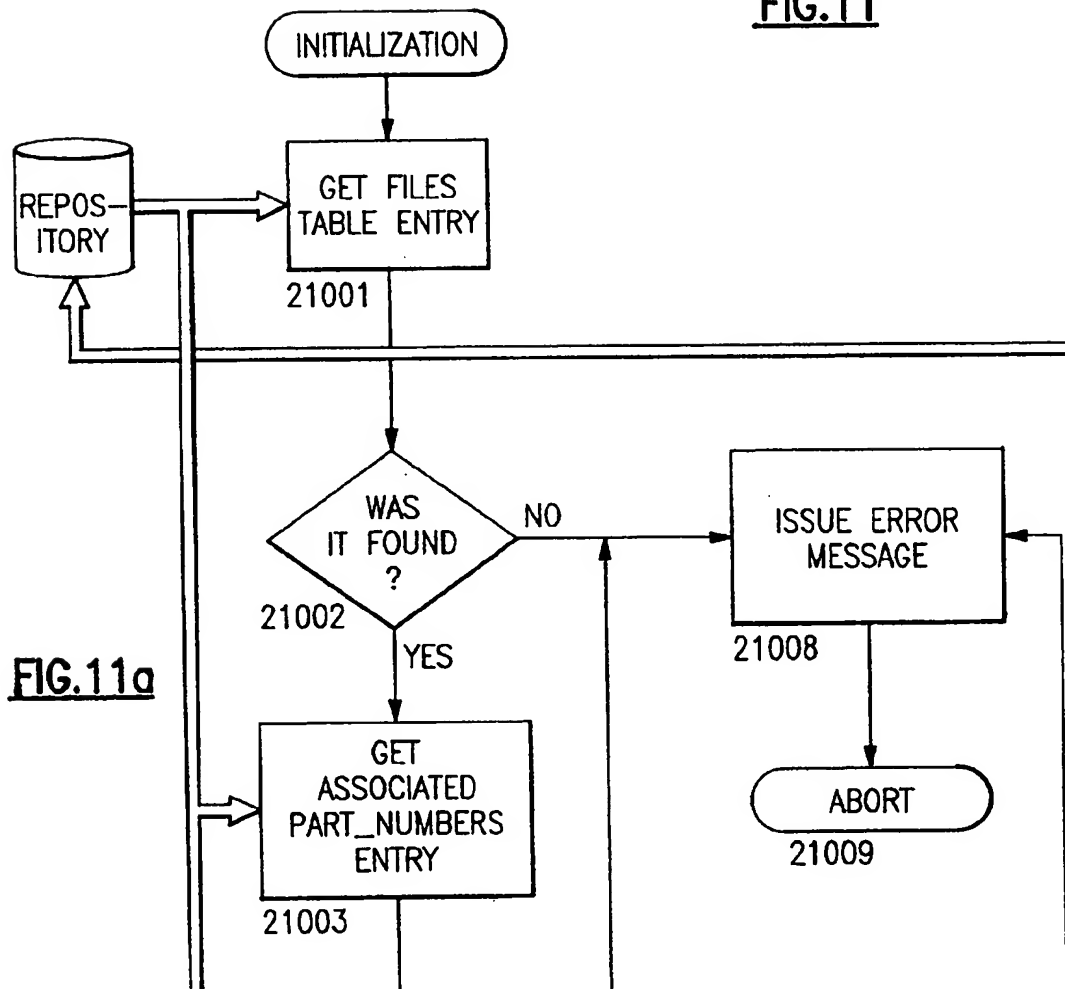 FIG.11
INITIALIZATION
REPOS-
ITORY
GET FILES
TABLE ENTRY
21001
WAS
IT FOUND
?
NO
21002
YES
ISSUE ERROR
MESSAGE
21008
FIG.11a
GET
ASSOCIATED
PART_NUMBERS
ENTRY
21003
ABORT
21009